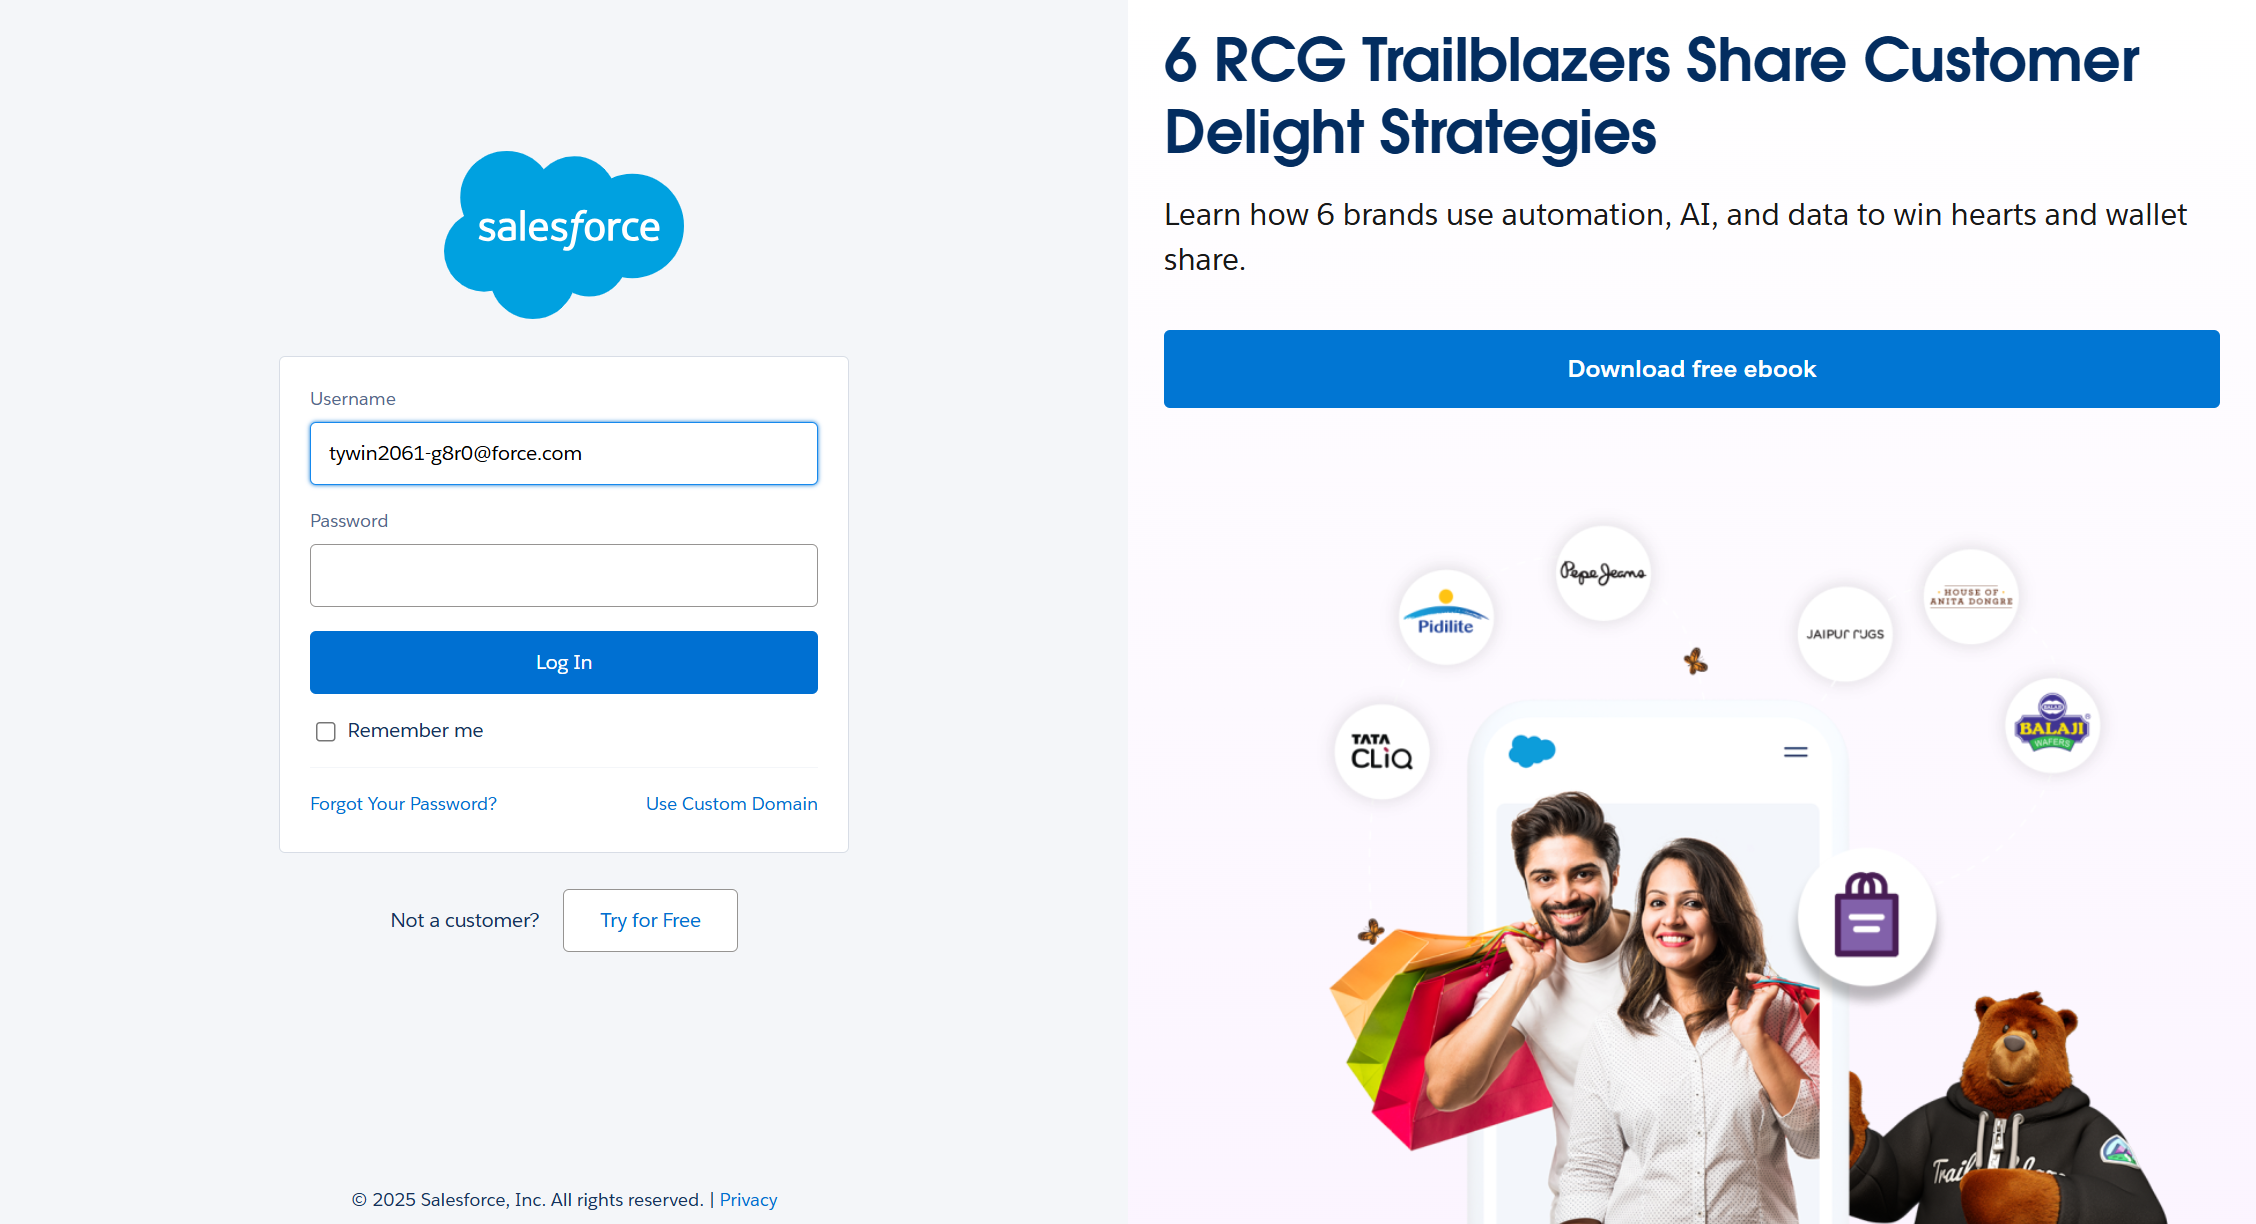 salesforce
Username
tywin2061-g8r0@force.com
Password
Log In
Remember me
Forgot Your Password?
Use Custom Domain
Not a customer?
Try for Free
© 2025 Salesforce, Inc. All rights reserved. | Privacy
6 RCG Trailblazers Share Customer
Delight Strategies
Learn how 6 brands use automation, AI, and data to win hearts and wallet
share.
Download free ebook
Pepe Jeans
Pidilite
HOUSE OF
ANITA DONGRE
JAIPUR RUGS
BALAJI
BALAJI
WAFERS
TATA
CLiQ